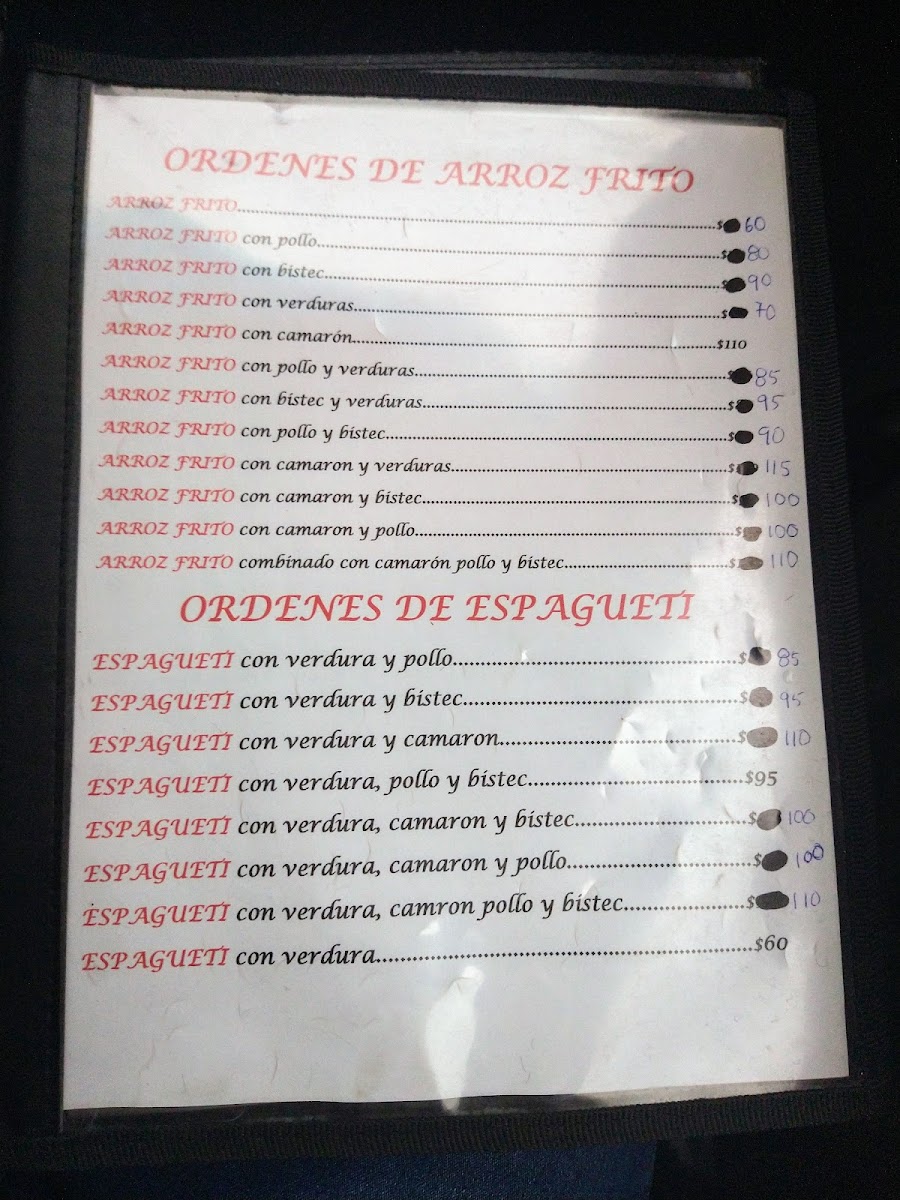 ORDENES DE ARROZ FRITO
ARROZ FRITO........$ 60
ARROZ FRITO con pollo........$ 80
ARROZ FRITO con bistec........$ 90
ARROZ FRITO con verduras........$ 70
ARROZ FRITO con camarón........$110
ARROZ FRITO con pollo y verduras........ 85
ARROZ FRITO con bistec y verduras........$ 95
ARROZ FRITO con pollo y bistec........$ 90
ARROZ FRITO con camaron y verduras........$ 115
ARROZ FRITO con camaron y bistec........$ 100
ARROZ FRITO con camaron y pollo........$ 100
ARROZ FRITO combinado con camarón pollo y bistec........$ 110
ORDENES DE ESPAGUETI
ESPAGUETI con verdura y pollo........$ 85
ESPAGUETI con verdura y bistec........$ 95
ESPAGUETI con verdura y camaron........$ 110
ESPAGUETI con verdura, pollo y bistec........$95
ESPAGUETI con verdura, camaron y bistec........$ 100
ESPAGUETI con verdura, camaron y pollo........$ 100
ESPAGUETI con verdura, camron pollo y bistec........$ 110
ESPAGUETI con verdura........$60